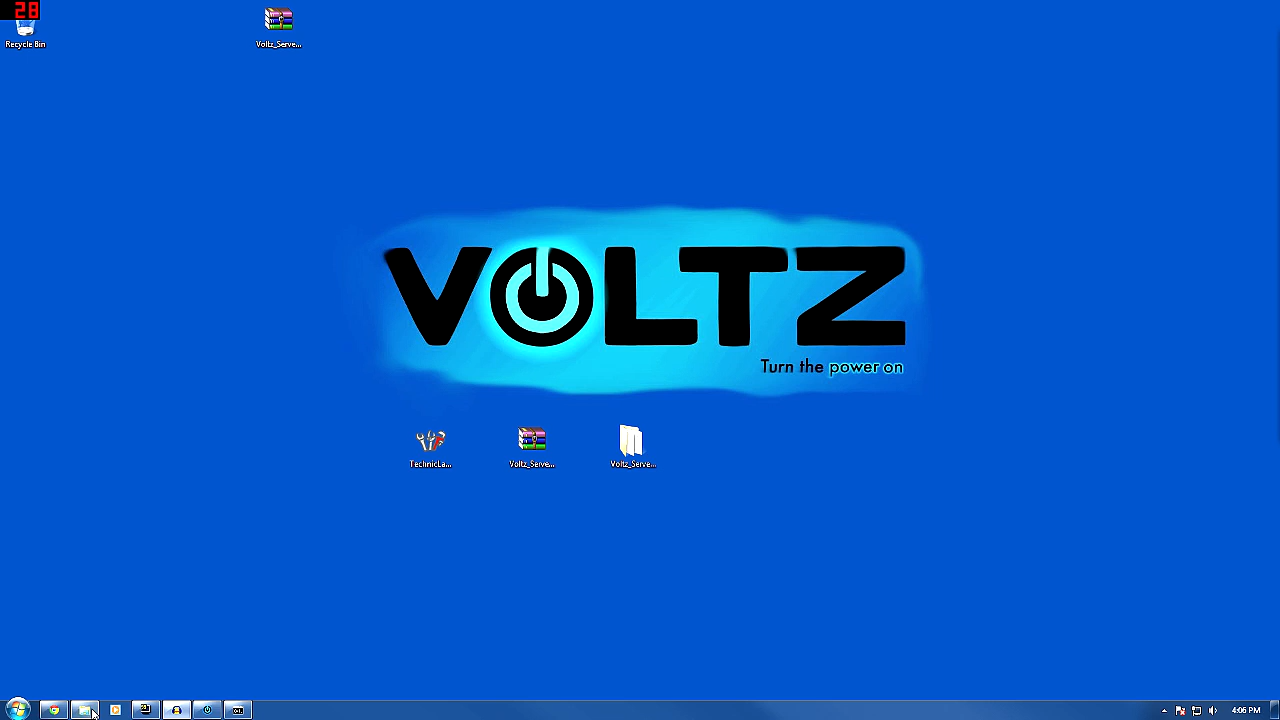 28
Recycle Bin
Voltz_Serve...
VOLTZ
Turn the power on
TechnicLa...
Voltz_Serve...
Voltz_Serve...
4:06 PM